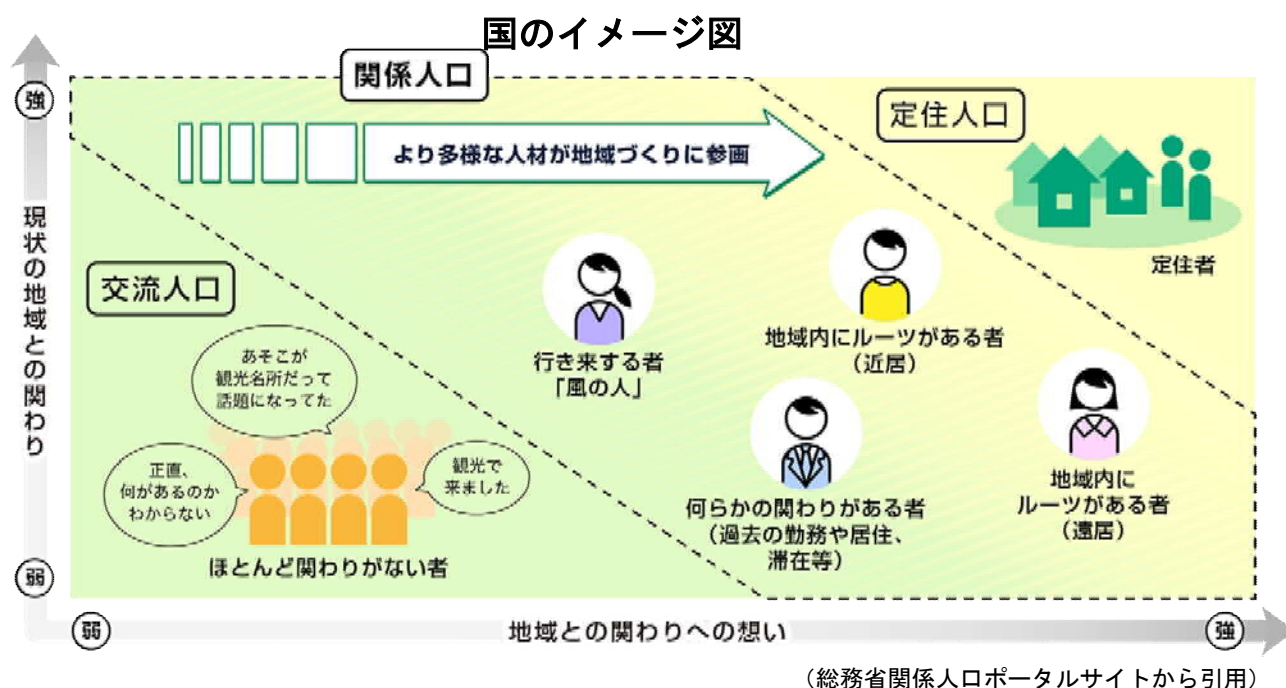 国のイメージ図
関係人口
強
より多様な人材が地域づくりに参画
定住人口
定住者
現状の地域との関わり
交流人口
あそこが
観光名所だって
話題になってた
正直、
何があるのか
わからない
観光で
来ました
ほとんど関わりがない者
行き来する者
「風の人」
地域内にルーツがある者
（近居）
何らかの関わりがある者
（過去の勤務や居住、
滞在等）
地域内に
ルーツがある者
（遠居）
弱
弱
地域との関わりへの想い
強
（総務省関係人口ポータルサイトから引用）